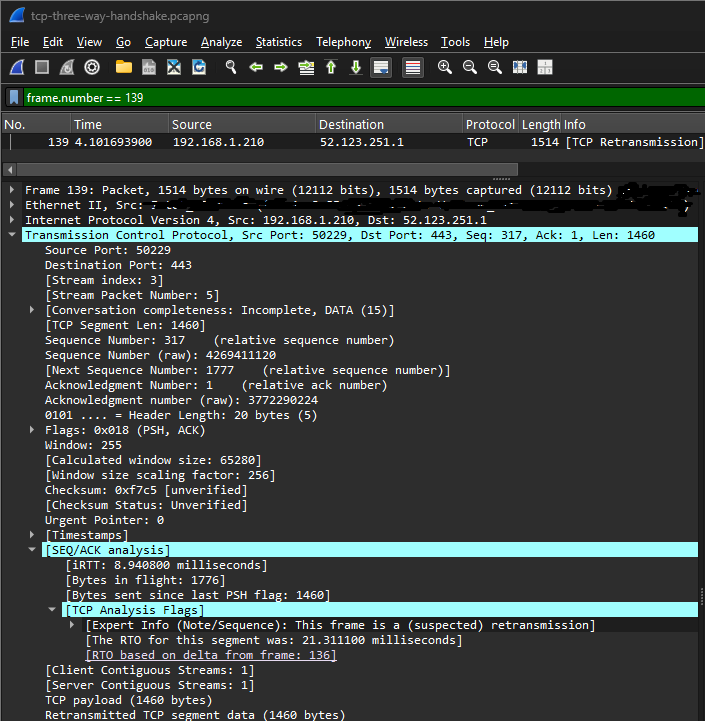 tcp-three-way-handshake.pcapng
File Edit View Go Capture Analyze Statistics Telephony Wireless Tools Help
frame.number == 139
No. Time Source Destination Protocol Length Info
139 4.101693900 192.168.1.210 52.123.251.1 TCP 1514 [TCP Retransmission]
Frame 139: Packet, 1514 bytes on wire (12112 bits), 1514 bytes captured (12112 bits)
Ethernet II, Src:
Internet Protocol Version 4, Src: 192.168.1.210, Dst: 52.123.251.1
Transmission Control Protocol, Src Port: 50229, Dst Port: 443, Seq: 317, Ack: 1, Len: 1460
Source Port: 50229
Destination Port: 443
[Stream index: 3]
[Stream Packet Number: 5]
[Conversation completeness: Incomplete, DATA (15)]
[TCP Segment Len: 1460]
Sequence Number: 317 (relative sequence number)
Sequence Number (raw): 4269411120
[Next Sequence Number: 1777 (relative sequence number)]
Acknowledgment Number: 1 (relative ack number)
Acknowledgment number (raw): 3772290224
0101 .... = Header Length: 20 bytes (5)
Flags: 0x018 (PSH, ACK)
Window: 255
[Calculated window size: 65280]
[Window size scaling factor: 256]
Checksum: 0xf7c5 [unverified]
[Checksum Status: Unverified]
Urgent Pointer: 0
[Timestamps]
[SEQ/ACK analysis]
[iRTT: 8.940800 milliseconds]
[Bytes in flight: 1776]
[Bytes sent since last PSH flag: 1460]
[TCP Analysis Flags]
[Expert Info (Note/Sequence): This frame is a (suspected) retransmission]
[The RTO for this segment was: 21.311100 milliseconds]
[RTO based on delta from frame: 136]
[Client Contiguous Streams: 1]
[Server Contiguous Streams: 1]
TCP payload (1460 bytes)
Retransmitted TCP segment data (1460 bytes)